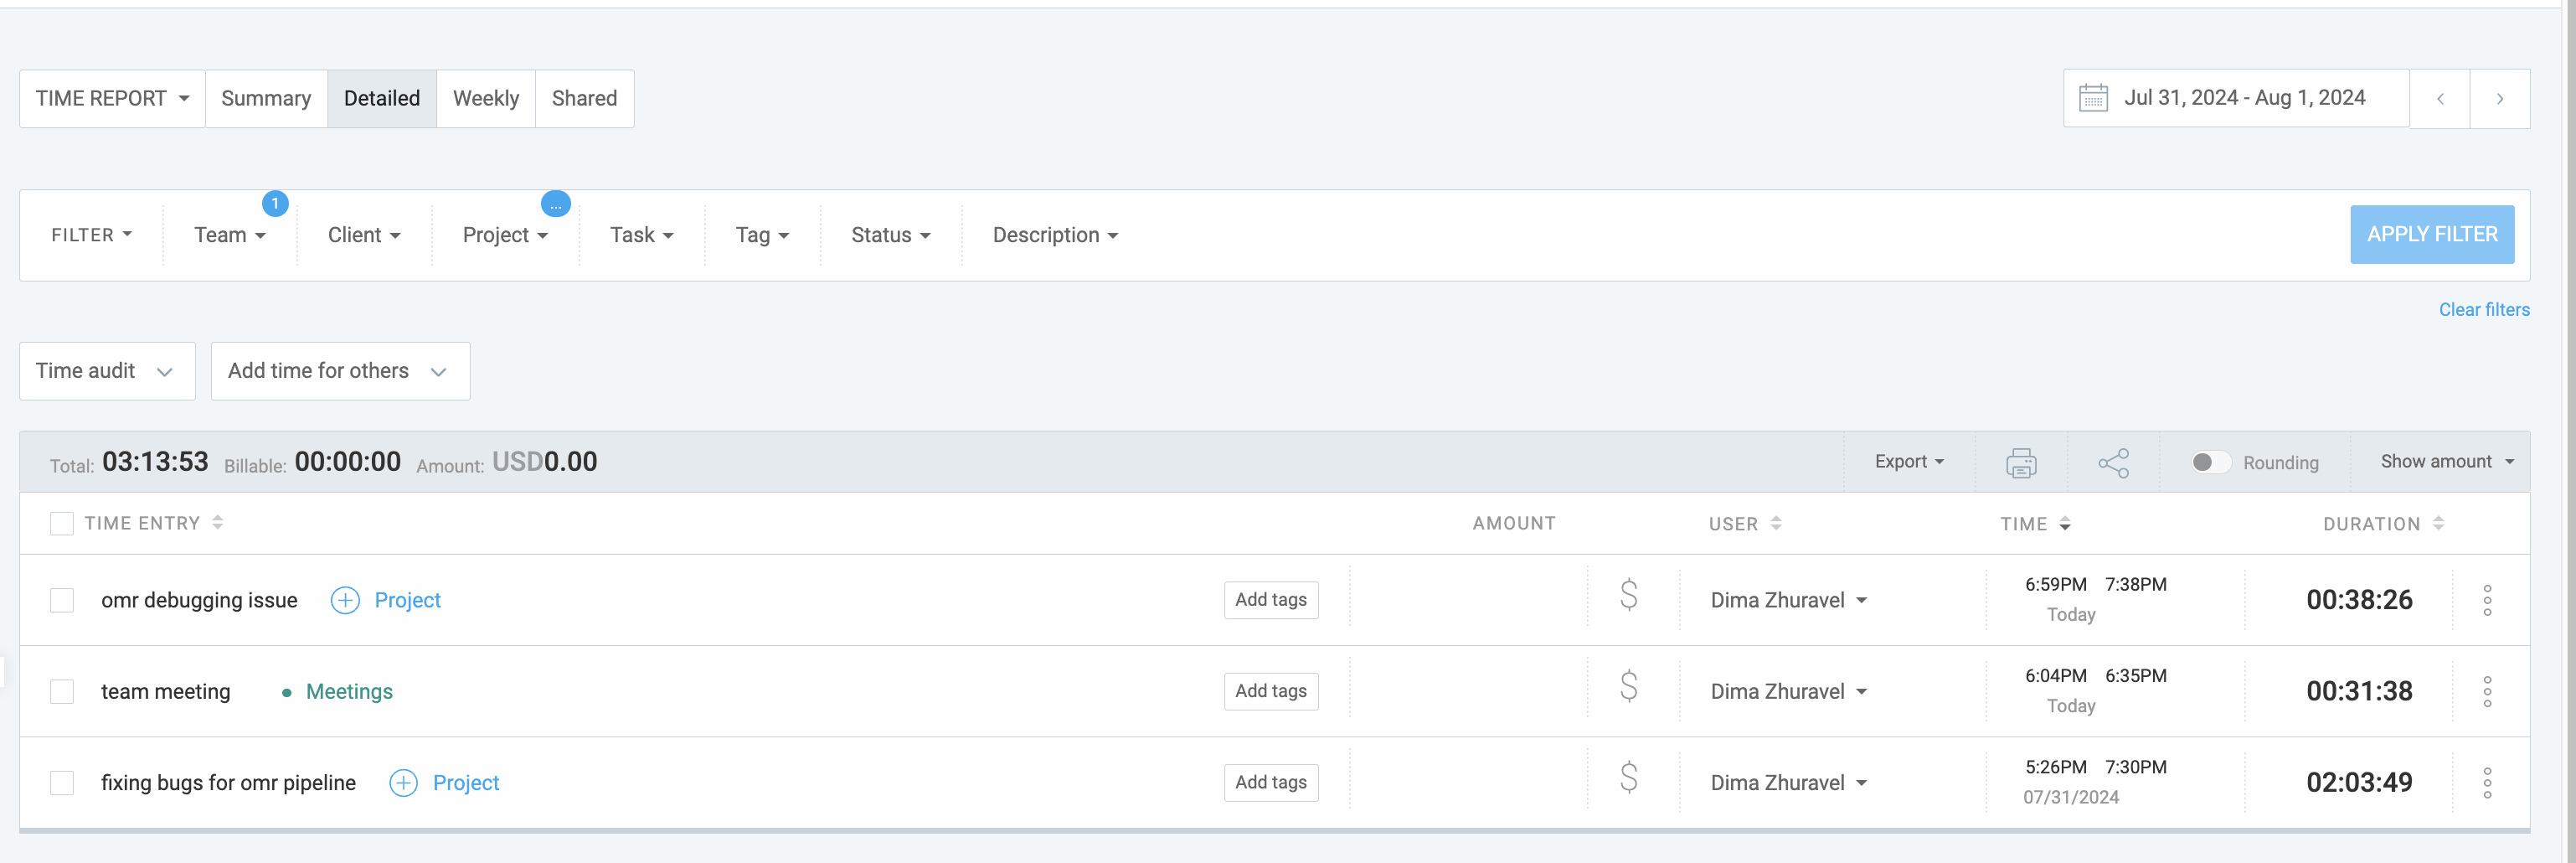 TIME REPORT Summary Detailed Weekly Shared Jul 31, 2024 - Aug 1, 2024
1 ...
FILTER Team Client Project Task Tag Status Description APPLY FILTER
Clear filters
Time audit Add time for others
Total: 03:13:53 Billable: 00:00:00 Amount: USD0.00 Export Rounding Show amount
TIME ENTRY AMOUNT USER TIME DURATION
omr debugging issue Project Add tags $ Dima Zhuravel 6:59PM 7:38PM 00:38:26
Today
team meeting • Meetings Add tags $ Dima Zhuravel 6:04PM 6:35PM 00:31:38
Today
fixing bugs for omr pipeline Project Add tags $ Dima Zhuravel 5:26PM 7:30PM 02:03:49
07/31/2024